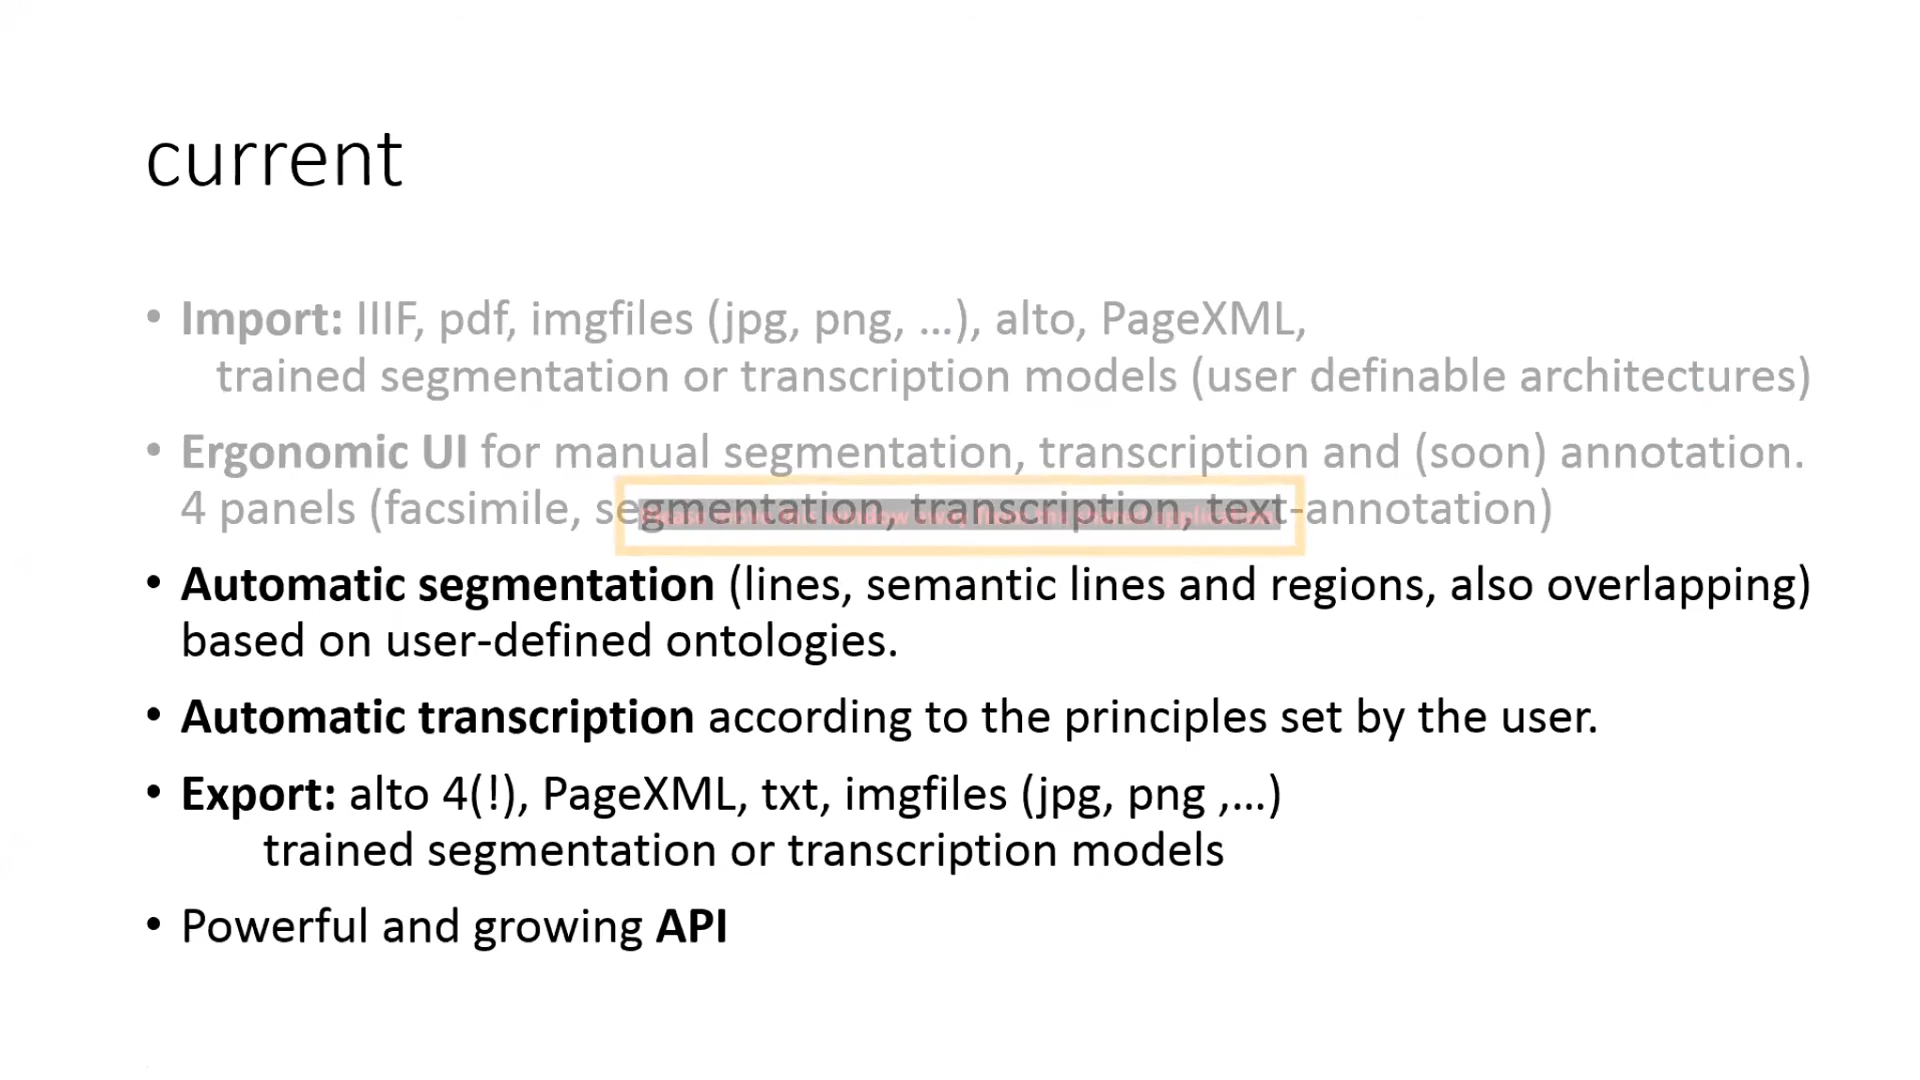 current
• Import: IIIF, pdf, imgfiles (jpg, png, …), alto, PageXML,
trained segmentation or transcription models (user definable architectures)
• Ergonomic UI for manual segmentation, transcription and (soon) annotation.
4 panels (facsimile, segmentation, transcription, text-annotation)
• Automatic segmentation (lines, semantic lines and regions, also overlapping)
based on user-defined ontologies.
• Automatic transcription according to the principles set by the user.
• Export: alto 4(!), PageXML, txt, imgfiles (jpg, png ,…)
trained segmentation or transcription models
• Powerful and growing API